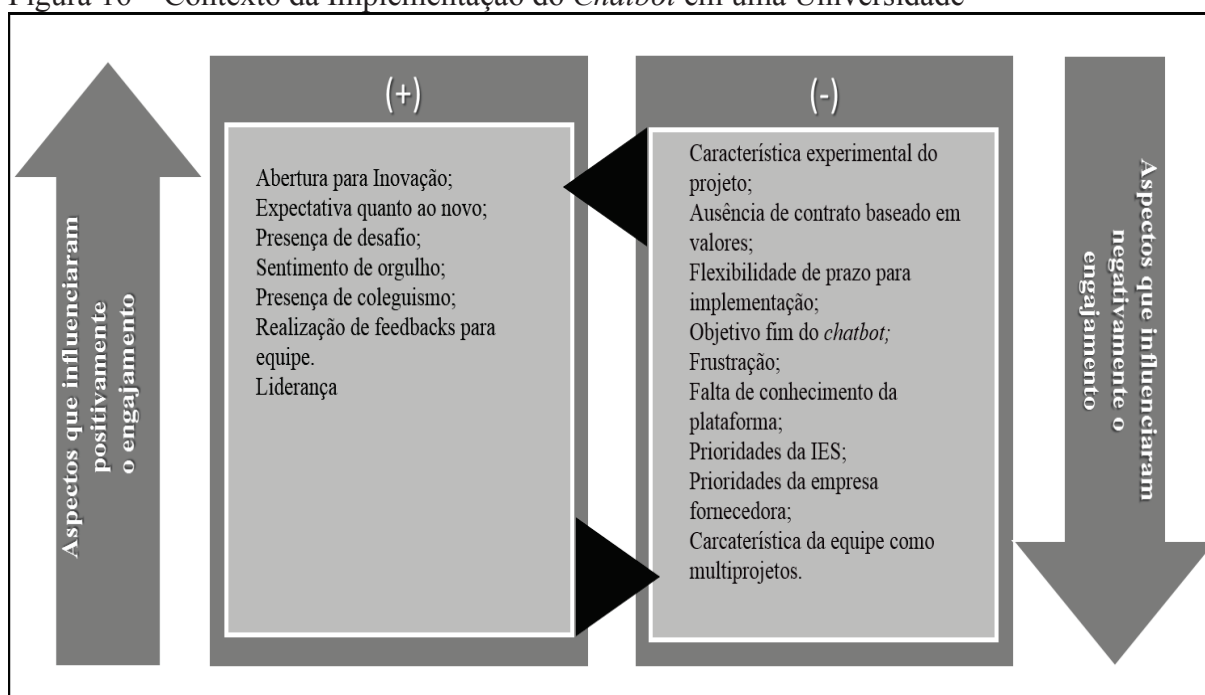 Figura 10 – Contexto da Implementação do Chatbot em uma Universidade
Aspectos que influenciaram
positivamente
o engajamento
(+)
Abertura para Inovação;
Expectativa quanto ao novo;
Presença de desafio;
Sentimento de orgulho;
Presença de coleguismo;
Realização de feedbacks para
equipe.
Liderança
(-)
Característica experimental do
projeto;
Ausência de contrato baseado em
valores;
Flexibilidade de prazo para
implementação;
Objetivo fim do chatbot;
Frustração;
Falta de conhecimento da
plataforma;
Prioridades da IES;
Prioridades da empresa
fornecedora;
Carcaterística da equipe como
multiprojetos.
Aspectos que influenciaram
negativamente o
engajamento